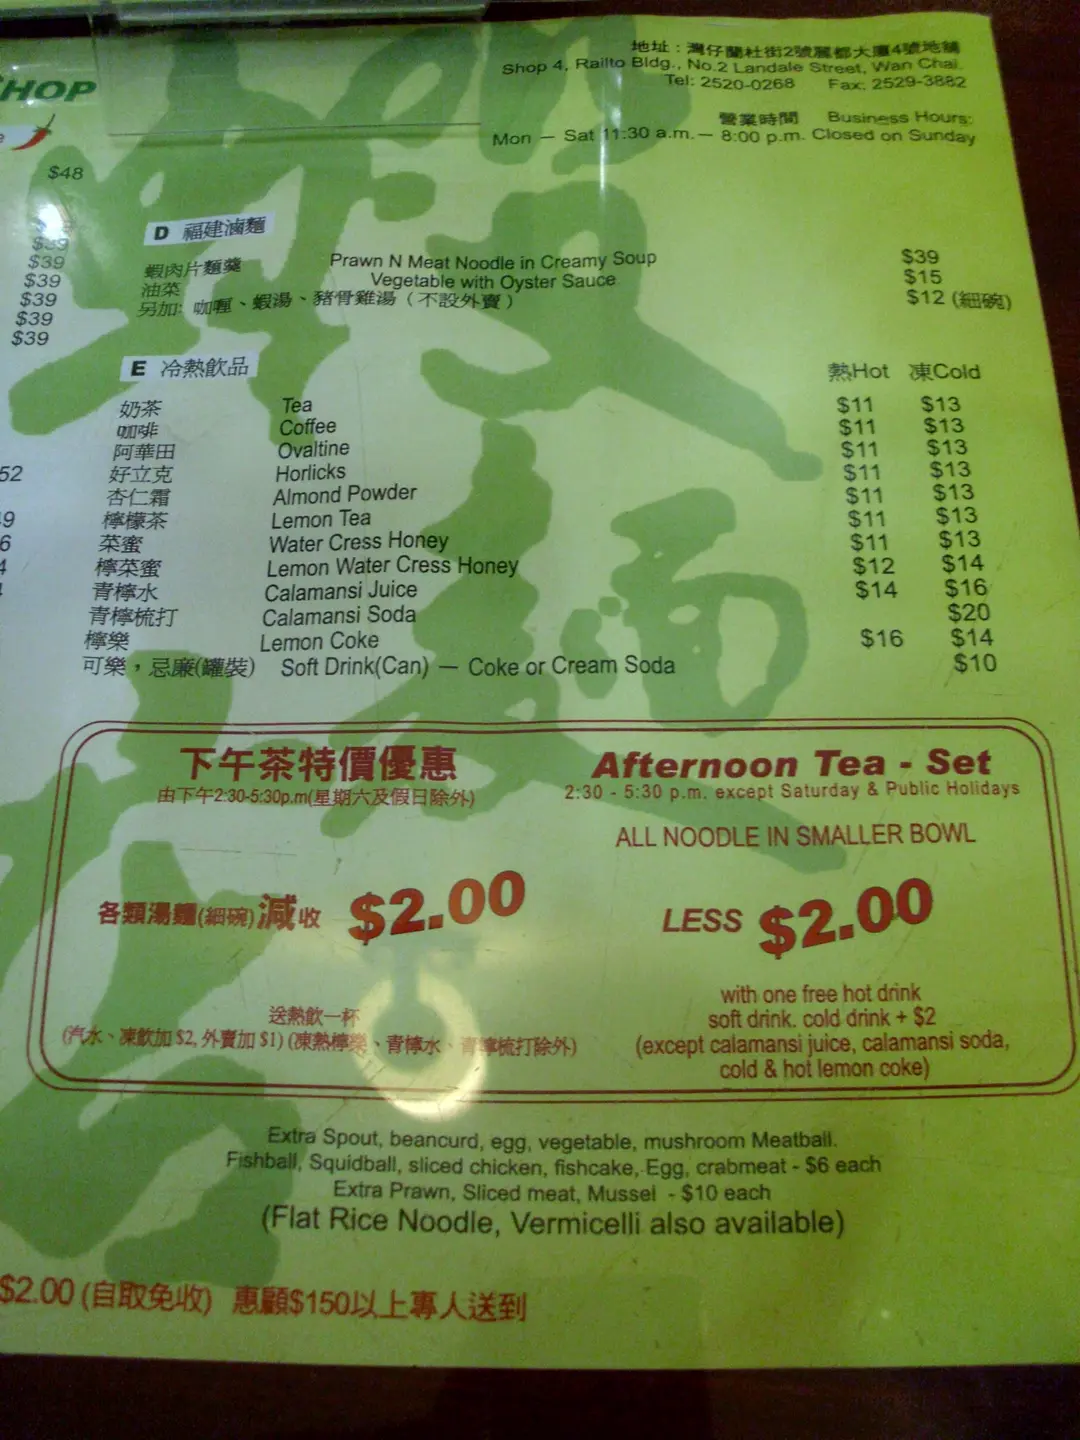 SHOP
地址：灣仔蘭杜街2號麗都大廈4號地舖
Shop 4, Railto Bldg., No.2 Landale Street, Wan Chai.
Tel: 2520-0268 Fax: 2529-3882
營業時間 Business Hours:
Mon — Sat 11:30 a.m.— 8:00 p.m. Closed on Sunday
$48
$39
$39
$39
$39
$39
$39
52
D 福建滷麵
蝦肉片麵羹 Prawn N Meat Noodle in Creamy Soup $39
油菜 Vegetable with Oyster Sauce $15
另加: 咖喱、蝦湯、豬骨雞湯（不設外賣） $12 (細碗)
E 冷熱飲品 熱Hot 凍Cold
奶茶 Tea $11 $13
咖啡 Coffee $11 $13
阿華田 Ovaltine $11 $13
好立克 Horlicks $11 $13
杏仁霜 Almond Powder $11 $13
檸檬茶 Lemon Tea $11 $13
菜蜜 Water Cress Honey $11 $13
檸菜蜜 Lemon Water Cress Honey $12 $14
青檸水 Calamansi Juice $14 $16
青檸梳打 Calamansi Soda $20
檸樂 Lemon Coke $16 $14
可樂，忌廉(罐裝) Soft Drink(Can) — Coke or Cream Soda $10
下午茶特價優惠
由下午2:30-5:30p.m(星期六及假日除外)
各類湯麵(細碗)減收 $2.00
送熱飲一杯
(汽水、凍飲加 $2, 外賣加 $1) (凍熱檸樂、青檸水、青檸梳打除外)
Afternoon Tea - Set
2:30 - 5:30 p.m. except Saturday & Public Holidays
ALL NOODLE IN SMALLER BOWL
LESS $2.00
with one free hot drink
soft drink. cold drink + $2
(except calamansi juice, calamansi soda,
cold & hot lemon coke)
Extra Spout, beancurd, egg, vegetable, mushroom Meatball.
Fishball, Squidball, sliced chicken, fishcake, Egg, crabmeat - $6 each
Extra Prawn, Sliced meat, Mussel - $10 each
(Flat Rice Noodle, Vermicelli also available)
$2.00 (自取免收) 惠顧$150以上專人送到